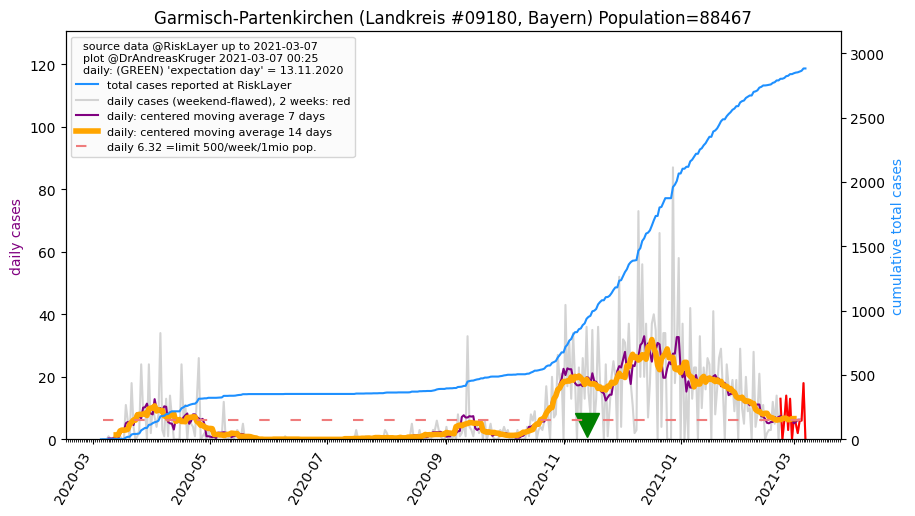 Garmisch-Partenkirchen (Landkreis #09180, Bayern) Population=88467
source data @RiskLayer up to 2021-03-07
plot @DrAndreasKruger 2021-03-07 00:25
daily: (GREEN) 'expectation day' = 13.11.2020
total cases reported at RiskLayer
daily cases (weekend-flawed), 2 weeks: red
daily: centered moving average 7 days
daily: centered moving average 14 days
daily 6.32 =limit 500/week/1mio pop.
daily cases
120
100
80
60
40
20
0
cumulative total cases
3000
2500
2000
1500
1000
500
0
2020-03
2020-05
2020-07
2020-09
2020-11
2021-01
2021-03